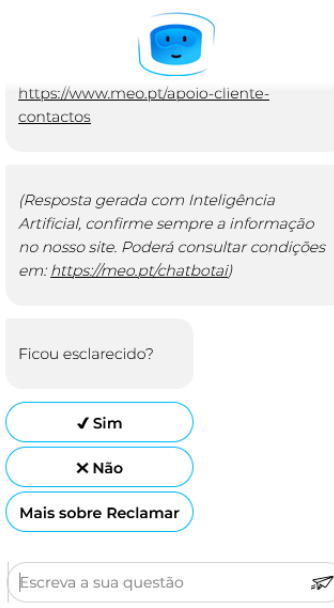 https://www.meo.pt/apoio-cliente-
contactos
(Resposta gerada com Inteligência
Artificial, confirme sempre a informação
no nosso site. Poderá consultar condições
em: https://meo.pt/chatbotai)
Ficou esclarecido?
✔ Sim
✕ Não
Mais sobre Reclamar
Escreva a sua questão